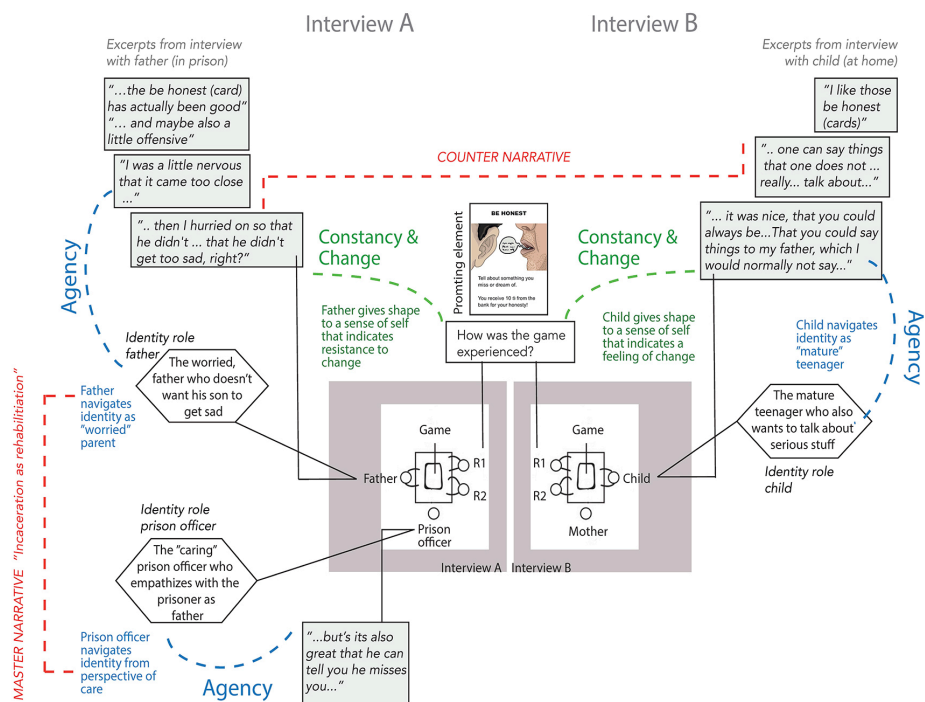 Interview A
Interview B
Excerpts from interview
with father (in prison)
Excerpts from interview
with child (at home)
"...the be honest (card)
has actually been good"
"... and maybe also a
little offensive"
"I was a little nervous
that it came too close
..."
".. then I hurried on so that
he didn't ... that he didn't
get too sad, right?"
"I like those
be honest
(cards)"
".. one can say things
that one does not ...
really... talk about..."
"... it was nice, that you could
always be...That you could say
things to my father, which I
would normally not say..."
COUNTER NARRATIVE
Constancy &
Change
Constancy &
Change
Promting element
BE HONEST
Tell about something you
miss or dream of.
You receive 10 ß from the
bank for your honesty!
Father gives shape
to a sense of self
that indicates
resistance to
change
How was the game
experienced?
Child gives shape
to a sense of self
that indicates a
feeling of change
Agency
Identity role
father
The worried,
father who doesn't
want his son to
get sad
Father
navigates
identity as
"worried"
parent
Child navigates
identity as
"mature"
teenager
Agency
The mature
teenager who also
wants to talk about
serious stuff
Identity role
child
Game
R1
R2
Father
Prison
officer
Interview A
Game
R1
R2
Child
Mother
Interview B
Identity role
prison officer
The "caring"
prison officer who
empathizes with the
prisoner as
father
MASTER NARRATIVE "Incaceration as rehabilitiation"
Prison officer
navigates
identity from
perspective of
care
Agency
"...but's its also
great that he can
tell you he misses
you..."